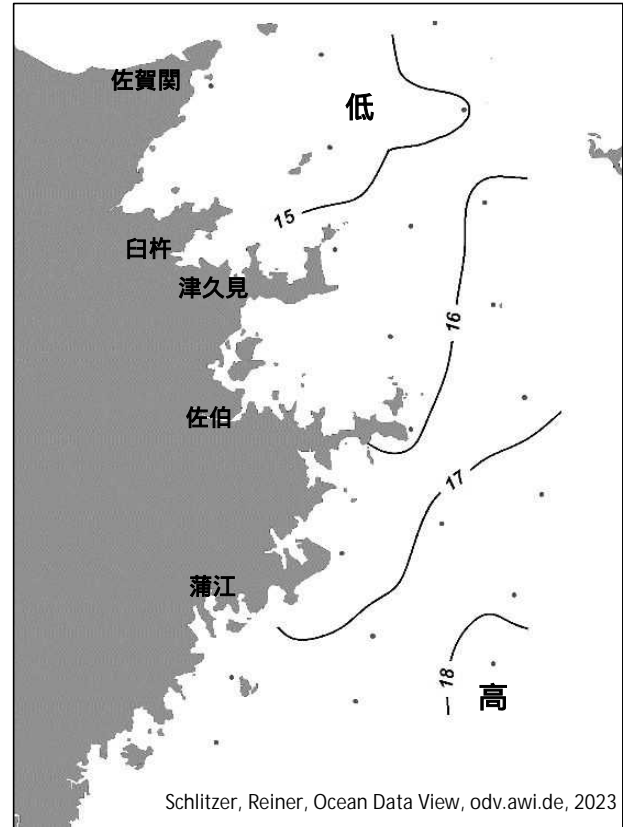 佐賀関
低
15
臼杵
津久見
16
佐伯
17
蒲江
18
高
Schlitzer, Reiner, Ocean Data View, odv.awi.de, 2023